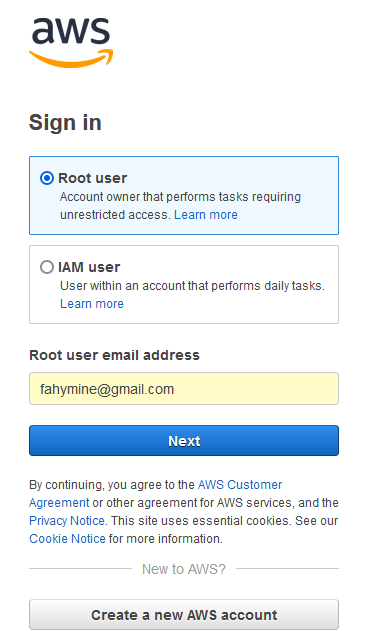 aws
Sign in
Root user
Account owner that performs tasks requiring
unrestricted access. Learn more
IAM user
User within an account that performs daily tasks.
Learn more
Root user email address
fahymine@gmail.com
Next
By continuing, you agree to the AWS Customer
Agreement or other agreement for AWS services, and the
Privacy Notice. This site uses essential cookies. See our
Cookie Notice for more information.
New to AWS?
Create a new AWS account